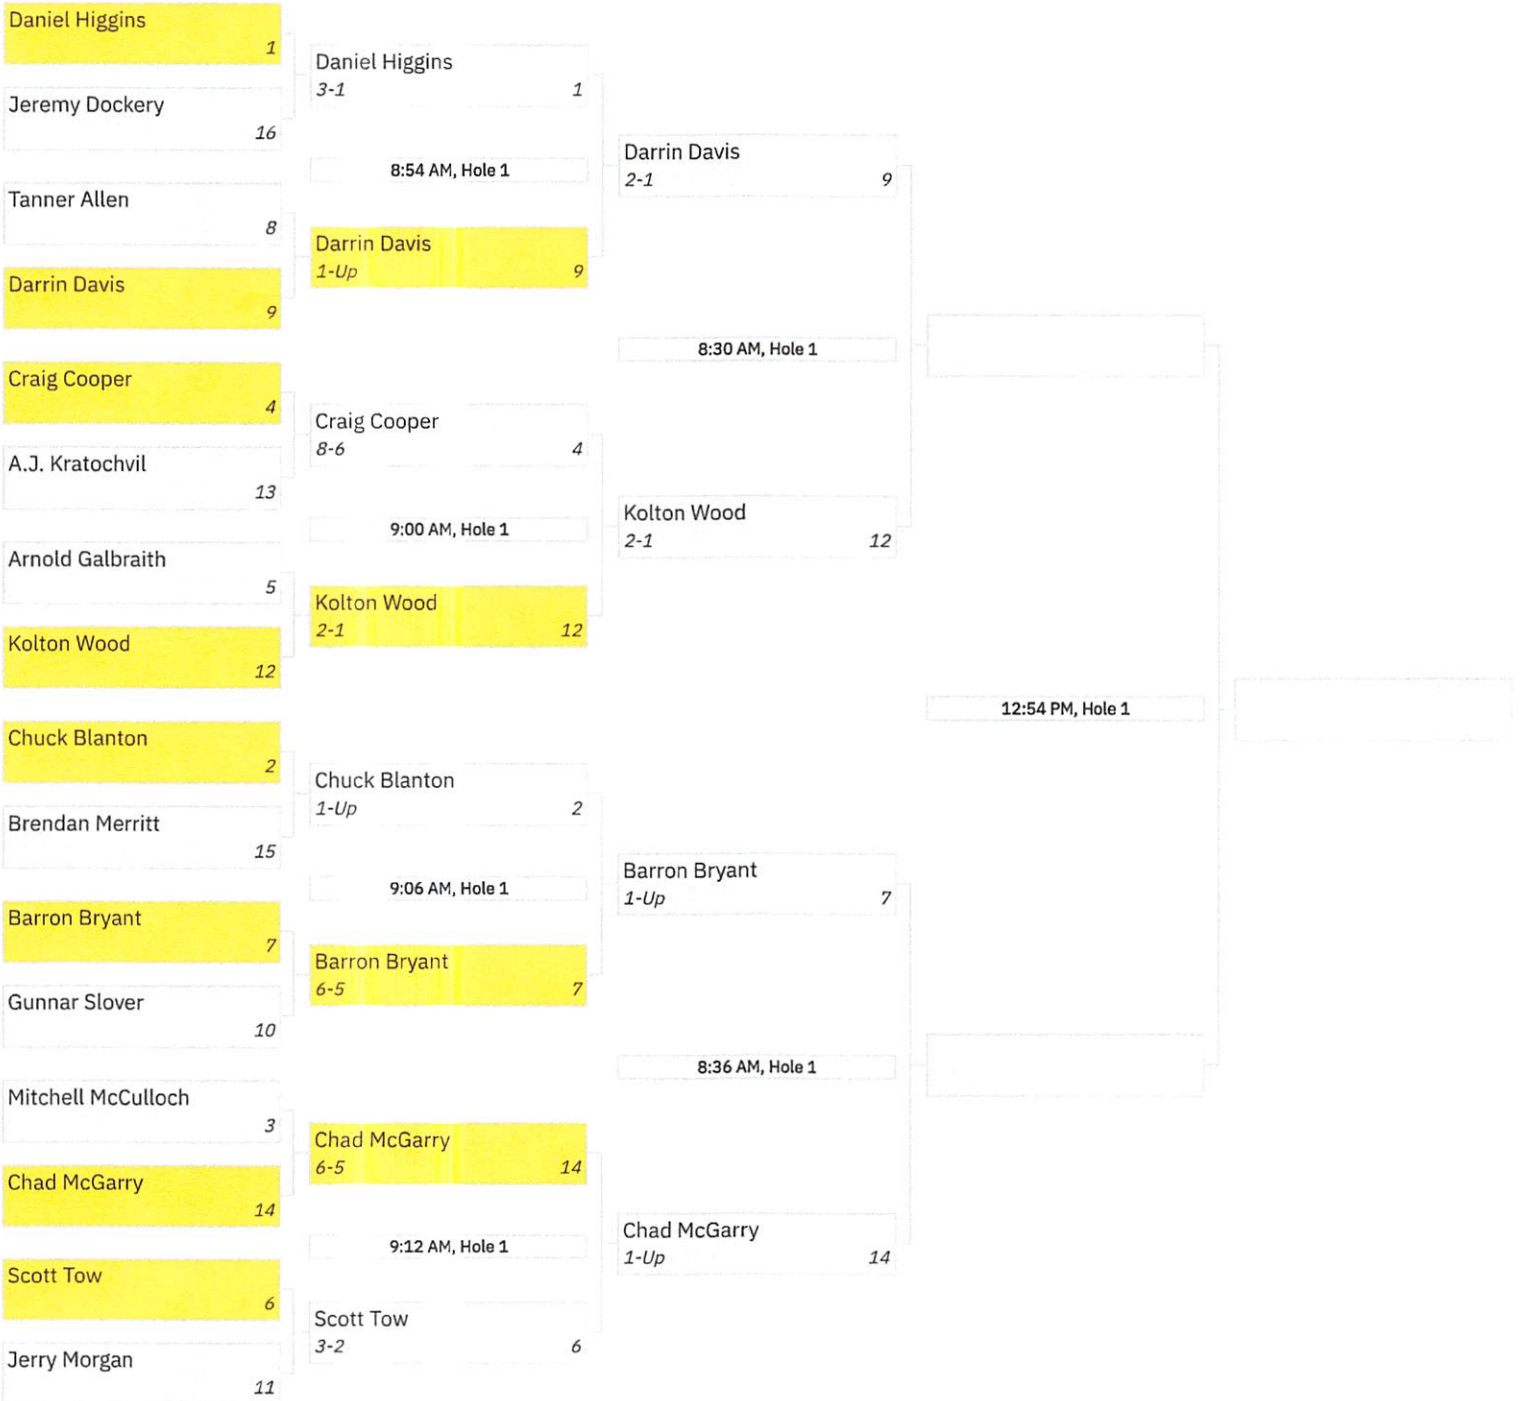 Daniel Higgins
1
Jeremy Dockery
16
Tanner Allen
8
Darrin Davis
9
Craig Cooper
4
A.J. Kratochvil
13
Arnold Galbraith
5
Kolton Wood
12
Chuck Blanton
2
Brendan Merritt
15
Barron Bryant
7
Gunnar Slover
10
Mitchell McCulloch
3
Chad McGarry
14
Scott Tow
6
Jerry Morgan
11
Daniel Higgins
3-1 1
8:54 AM, Hole 1
Darrin Davis
1-Up 9
Craig Cooper
8-6 4
9:00 AM, Hole 1
Kolton Wood
2-1 12
Chuck Blanton
1-Up 2
9:06 AM, Hole 1
Barron Bryant
6-5 7
Chad McGarry
6-5 14
9:12 AM, Hole 1
Scott Tow
3-2 6
Darrin Davis
2-1 9
8:30 AM, Hole 1
Kolton Wood
2-1 12
Barron Bryant
1-Up 7
8:36 AM, Hole 1
Chad McGarry
1-Up 14
12:54 PM, Hole 1